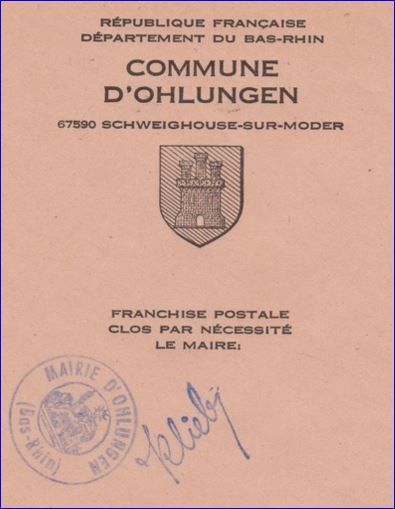 RÉPUBLIQUE FRANÇAISE
DÉPARTEMENT DU BAS-RHIN
COMMUNE
D'OHLUNGEN
67590 SCHWEIGHOUSE-SUR-MODER
FRANCHISE POSTALE
CLOS PAR NÉCESSITÉ
LE MAIRE:
MAIRIE D'OHLUNGEN
(Bas-Rhin)